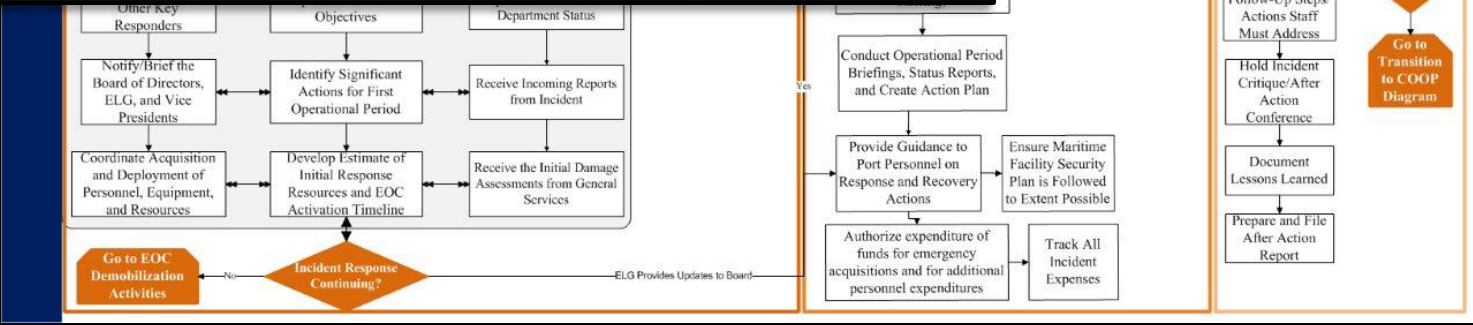 Other Key
Responders
Objectives
Department Status
Notify/Brief the
Board of Directors,
ELG, and Vice
Presidents
Identify Significant
Actions for First
Operational Period
Receive Incoming Reports
from Incident
Coordinate Acquisition
and Deployment of
Personnel, Equipment,
and Resources
Develop Estimate of
Initial Response
Resources and EOC
Activation Timeline
Receive the Initial Damage
Assessments from General
Services
Go to EOC
Demobilization
Activities
No
Incident Response
Continuing?
ELG Provides Updates to Board
Yes
Conduct Operational Period
Briefings, Status Reports,
and Create Action Plan
Provide Guidance to
Port Personnel on
Response and Recovery
Actions
Ensure Maritime
Facility Security
Plan is Followed
to Extent Possible
Authorize expenditure of
funds for emergency
acquisitions and for additional
personnel expenditures
Track All
Incident
Expenses
Follow-Up Steps
Actions Staff
Must Address
Hold Incident
Critique/After
Action
Conference
Document
Lessons Learned
Prepare and File
After Action
Report
Go to
Transition
to COOP
Diagram